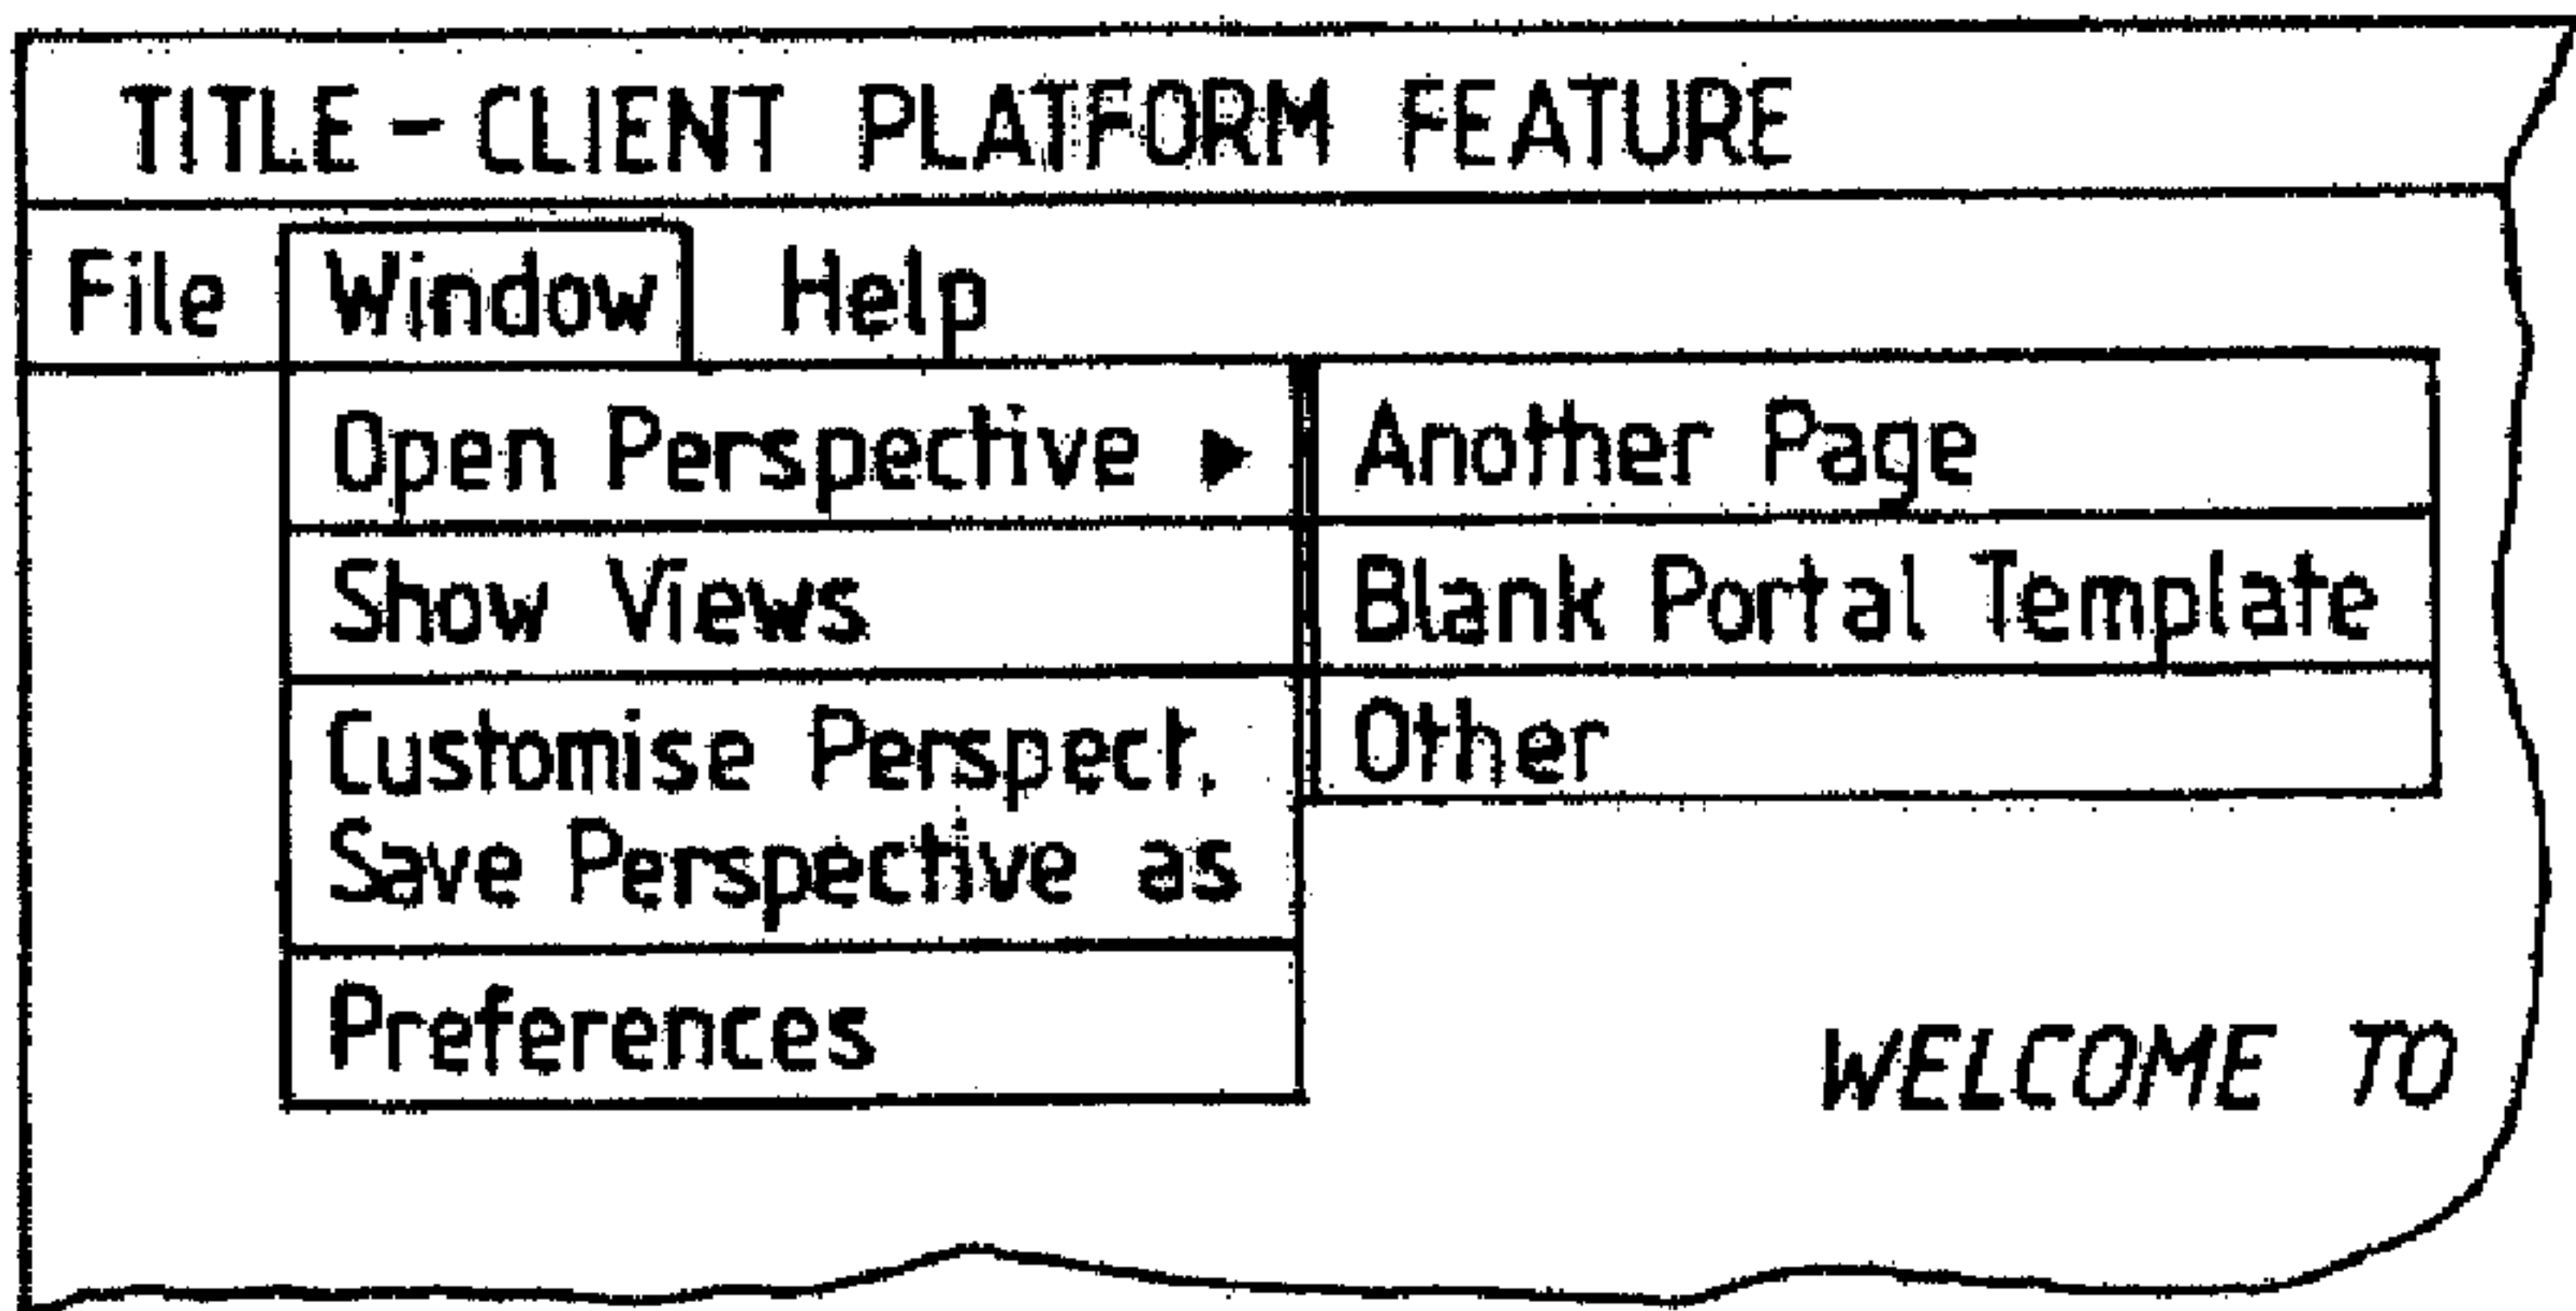 TITLE - CLIENT PLATFORM FEATURE
File Window Help
Open Perspective ▶
Show Views
Customise Perspect.
Save Perspective as
Preferences
Another Page
Blank Portal Template
Other
WELCOME TO